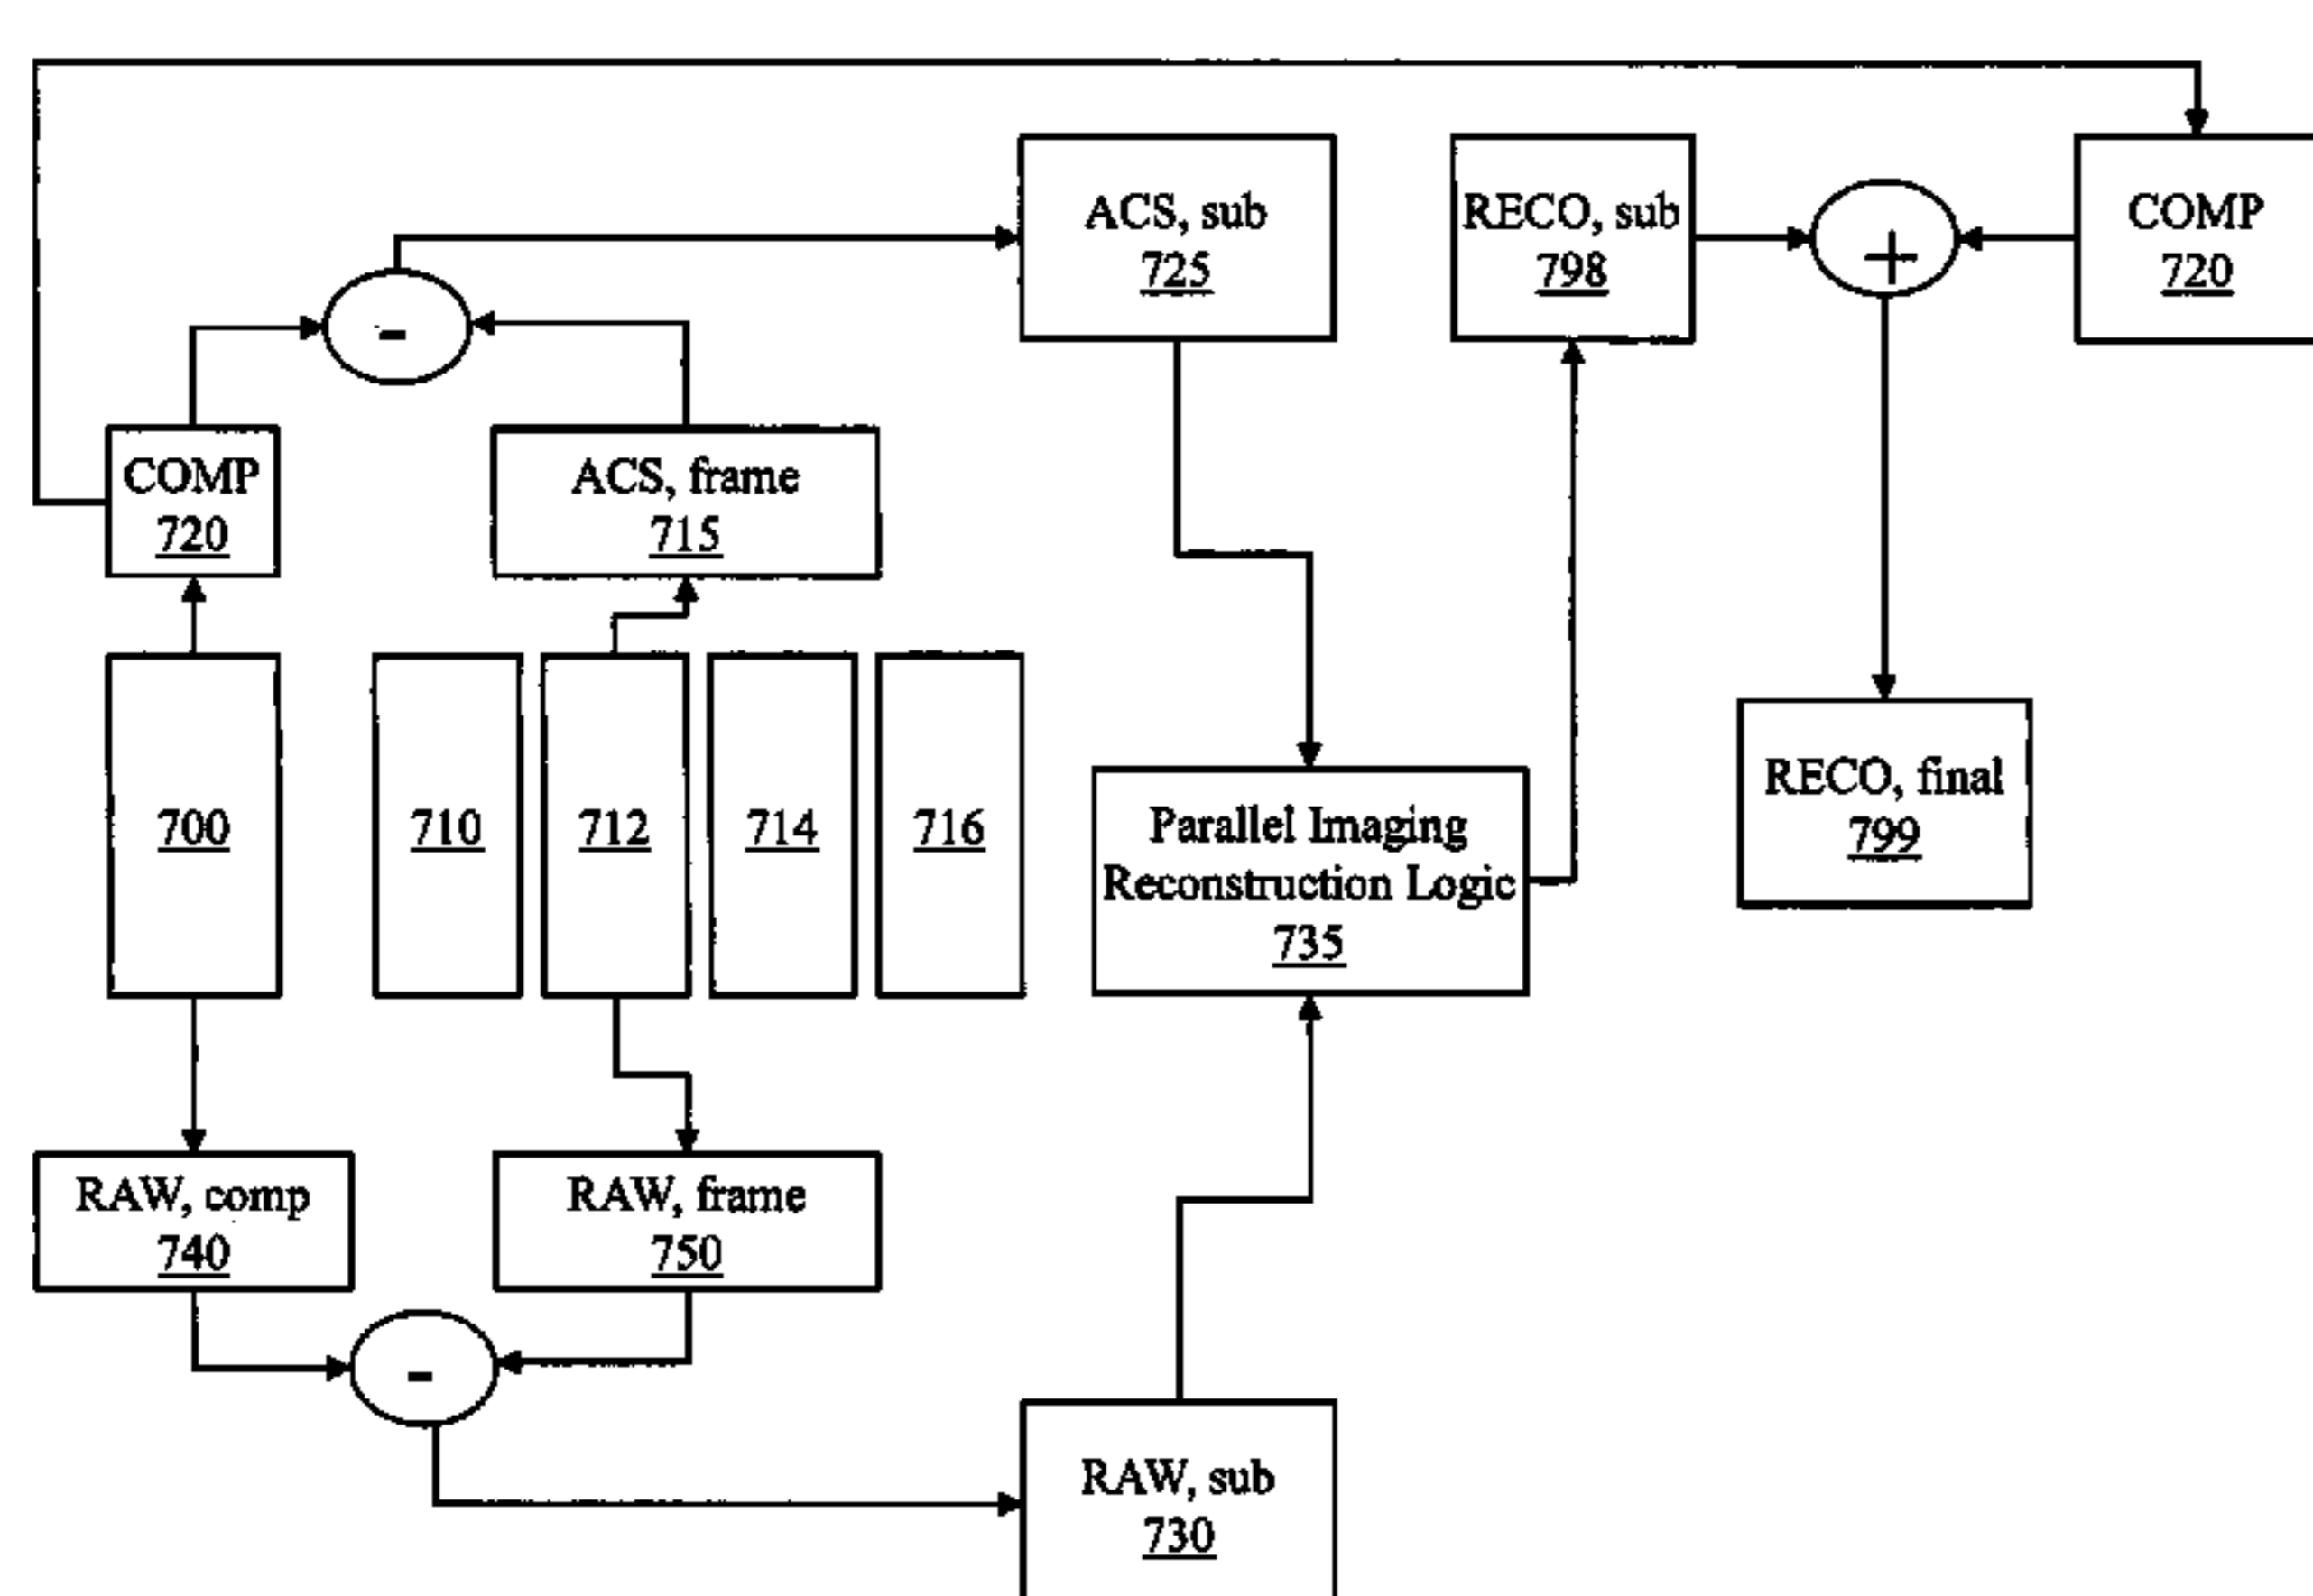 ACS, sub
725
RECO, sub
798
+
COMP
720
-
COMP
720
ACS, frame
715
700
710
712
714
716
Parallel Imaging
Reconstruction Logic
735
RECO, final
799
RAW, comp
740
RAW, frame
750
-
RAW, sub
730